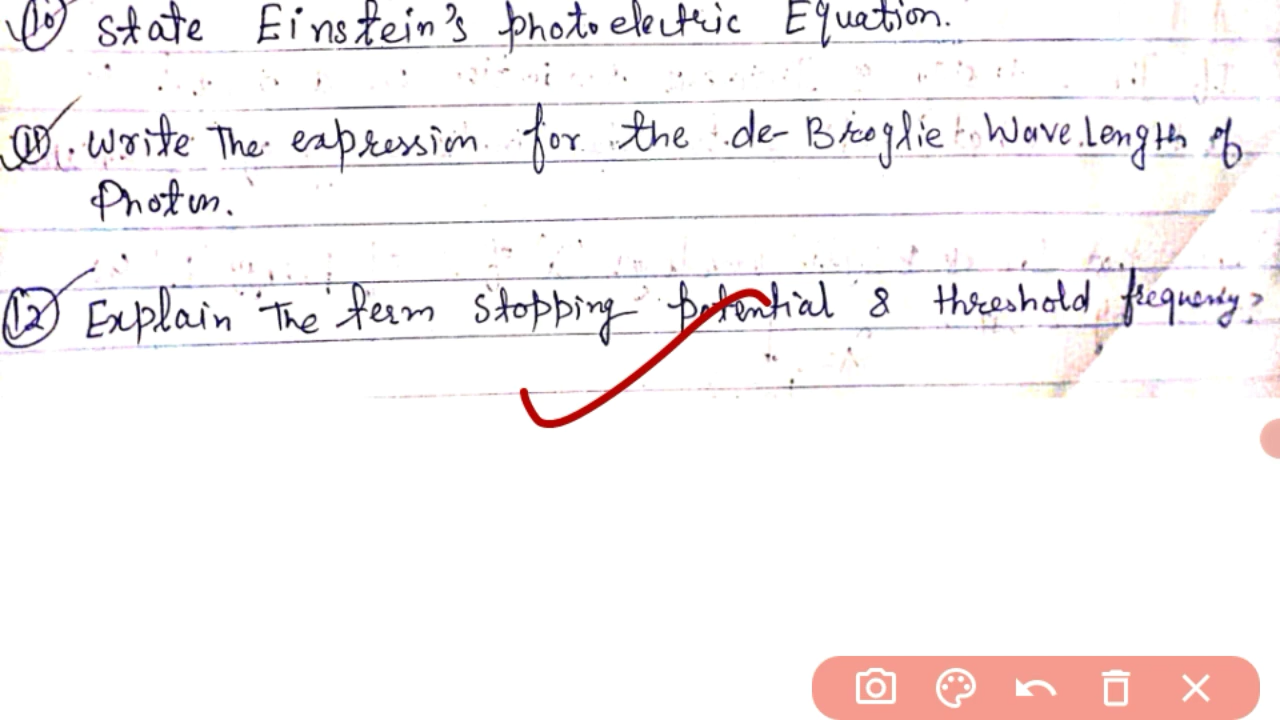 (10) State Einstein's photoelectric Equation.
(11). Write The expression for the de-Broglie Wave Length of
Photon.
(12) Explain The term Stopping potential & threshold frequency?